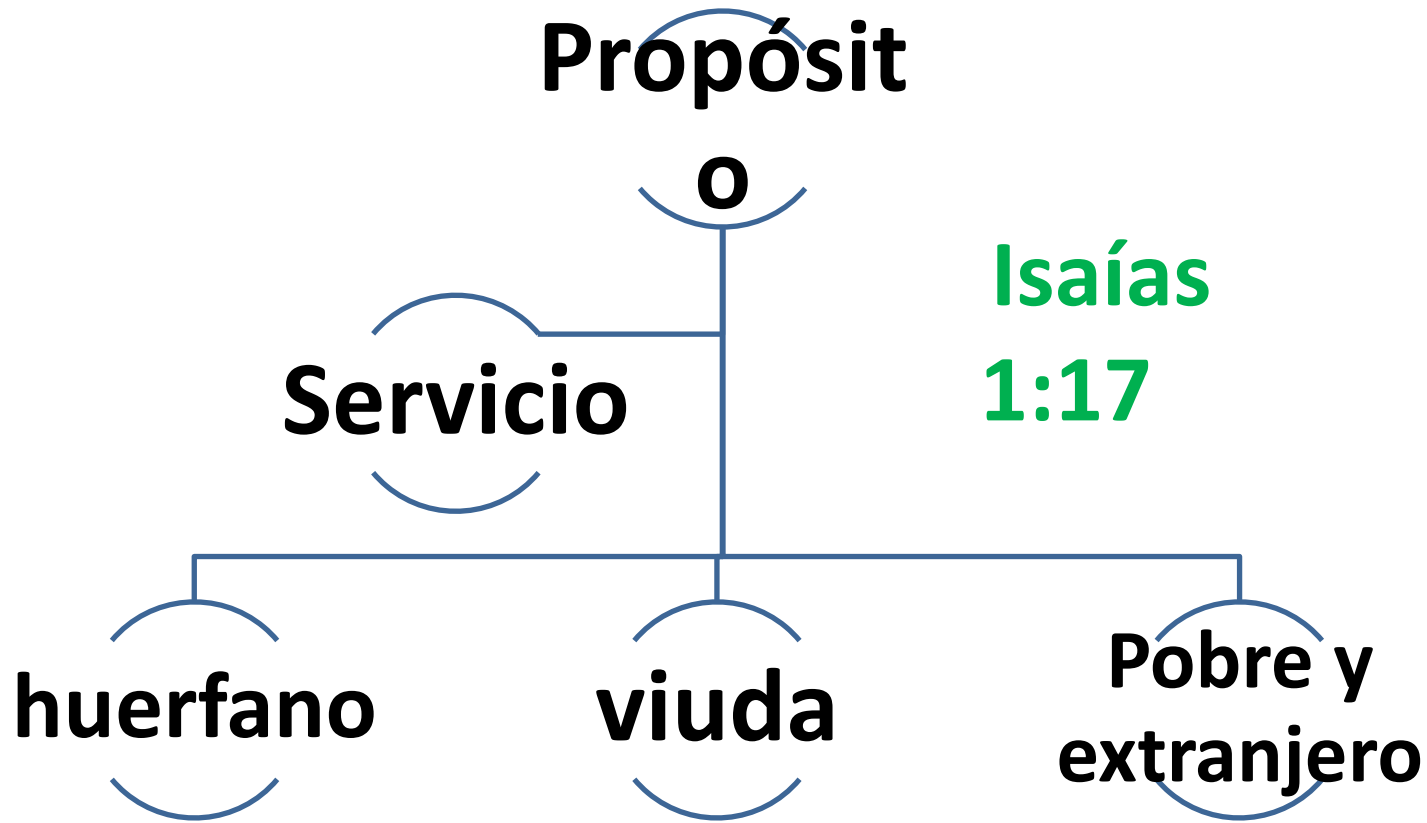 Propósit
o
Isaías
1:17
Servicio
huerfano
viuda
Pobre y
extranjero